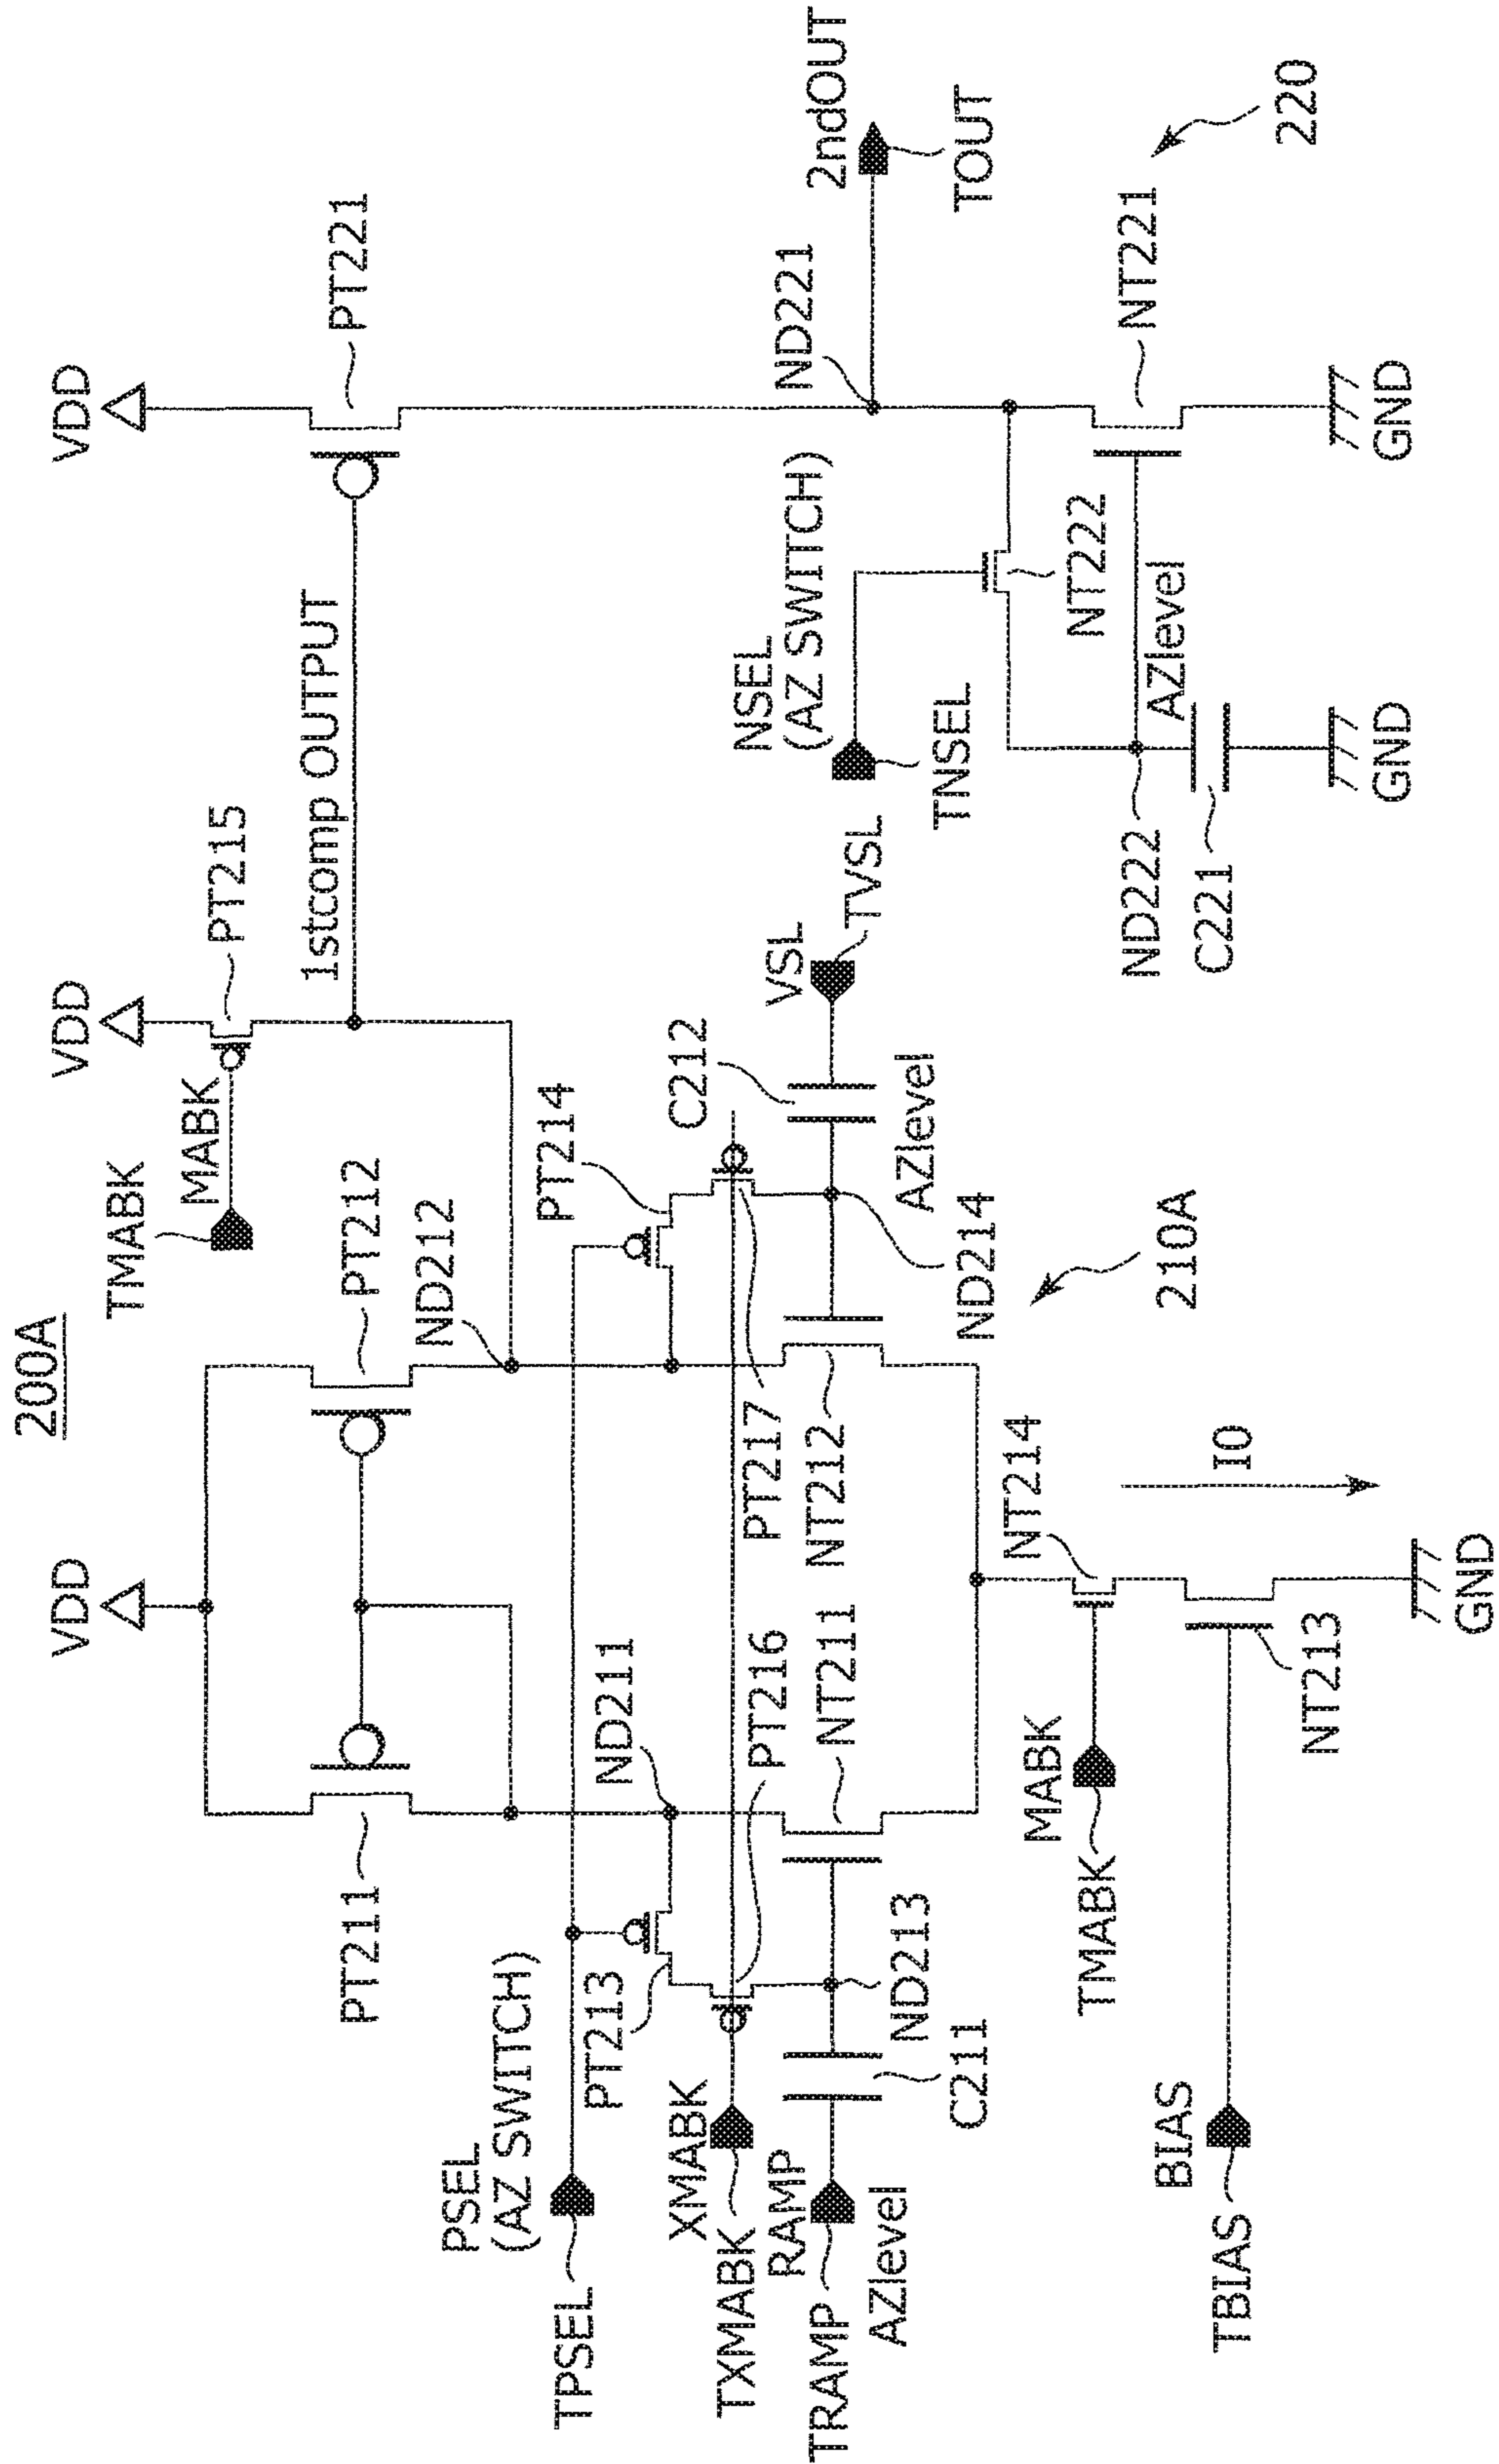 200A
VDD
VDD
VDD
TMABK
MABK
PT215
PT211
PT212
PT221
1stcomp OUTPUT
ND212
PSEL
(AZ SWITCH)
TPSEL
PT213
ND211
PT214
XMABK
TXMABK
PT216
PT217
C212
VSL
TVSL
NSEL
(AZ SWITCH)
TNSEL
ND221
2ndOUT
TOUT
RAMP
TRAMP
AZlevel
C211
ND213
NT211
NT212
AZlevel
ND214
NT222
MABK
TMABK
NT214
210A
ND222
AZlevel
C221
NT221
220
BIAS
TBIAS
NT213
I0
GND
GND
GND